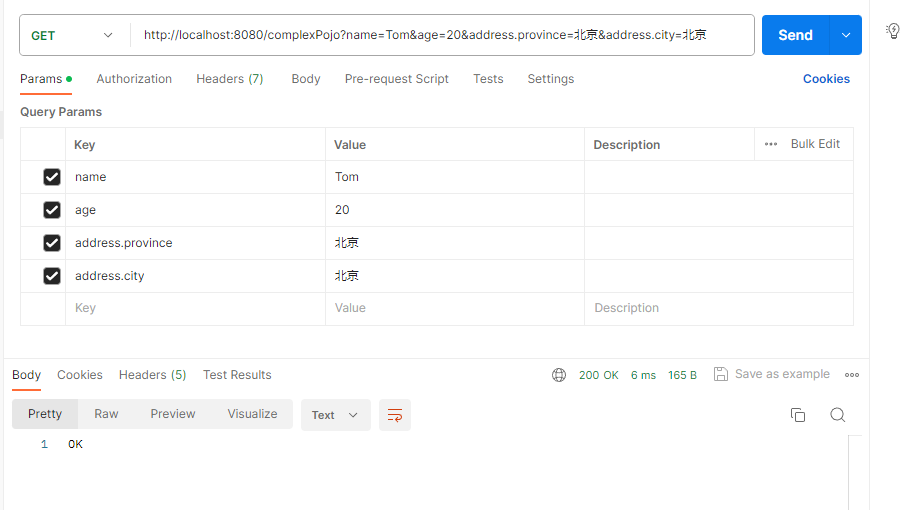 GET http://localhost:8080/complexPojo?name=Tom&age=20&address.province=北京&address.city=北京 Send
Params Authorization Headers (7) Body Pre-request Script Tests Settings Cookies
Query Params
Key Value Description ••• Bulk Edit
name Tom
age 20
address.province 北京
address.city 北京
Key Value Description
Body Cookies Headers (5) Test Results 200 OK 6 ms 165 B Save as example
Pretty Raw Preview Visualize Text
1 OK